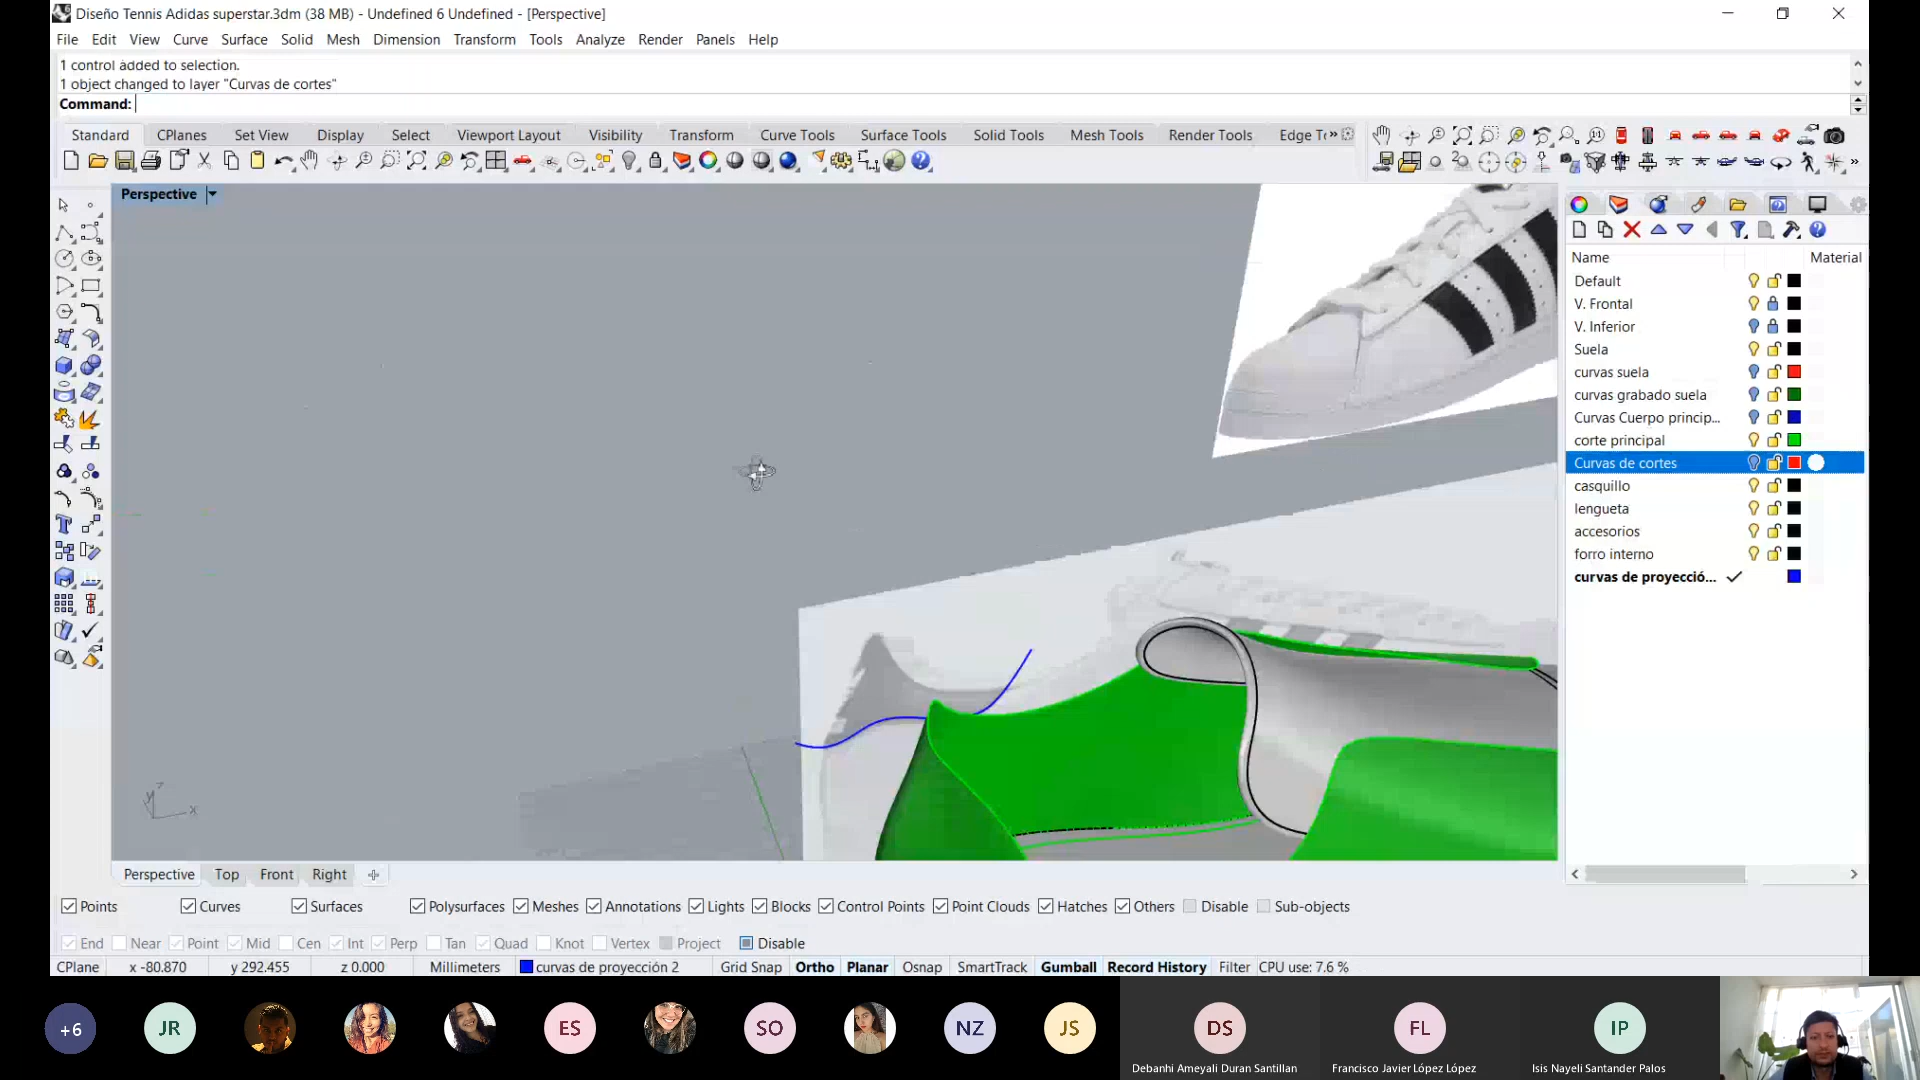 Diseño Tennis Adidas superstar.3dm (38 MB) - Undefined 6 Undefined - [Perspective]
File Edit View Curve Surface Solid Mesh Dimension Transform Tools Analyze Render Panels Help
1 control added to selection.
1 object changed to layer "Curvas de cortes"
Command:
Standard CPlanes Set View Display Select Viewport Layout Visibility Transform Curve Tools Surface Tools Solid Tools Mesh Tools Render Tools Edge To
Perspective
Name Material
Default
V. Frontal
V. Inferior
Suela
curvas suela
curvas grabado suela
Curvas Cuerpo princip...
corte principal
Curvas de cortes
casquillo
lengueta
accesorios
forro interno
curvas de proyecció...
z
y
x
Perspective Top Front Right
Points Curves Surfaces Polysurfaces Meshes Annotations Lights Blocks Control Points Point Clouds Hatches Others Disable Sub-objects
End Near Point Mid Cen Int Perp Tan Quad Knot Vertex Project Disable
CPlane x -80.870 y 292.455 z 0.000 Millimeters curvas de proyección 2 Grid Snap Ortho Planar Osnap SmartTrack Gumball Record History Filter CPU use: 7.6 %
+6 JR ES SO NZ JS DS FL IP
Debanhi Ameyali Duran Santillan Francisco Javier López López Isis Nayeli Santander Palos